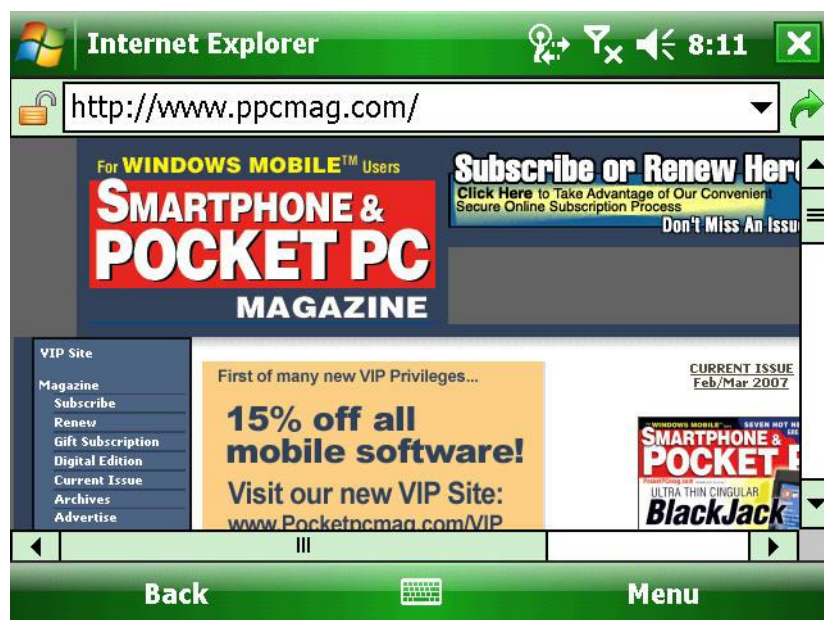 Internet Explorer
8:11
http://www.ppcmag.com/
For WINDOWS MOBILE™ Users
SMARTPHONE &
POCKET PC
MAGAZINE
Subscribe or Renew Her
Click Here to Take Advantage of Our Convenient
Secure Online Subscription Process
Don't Miss An Issu
VIP Site
Magazine
Subscribe
Renew
Gift Subscription
Digital Edition
Current Issue
Archives
Advertise
First of many new VIP Privileges...
15% off all
mobile software!
Visit our new VIP Site:
www.Pocketpcmag.com/VIP
CURRENT ISSUE
Feb/Mar 2007
WINDOWS MOBILE
SEVEN HOT
SMARTPHONE &
POCKET
ULTRA THIN CINGULAR
BlackJack
Back
Menu